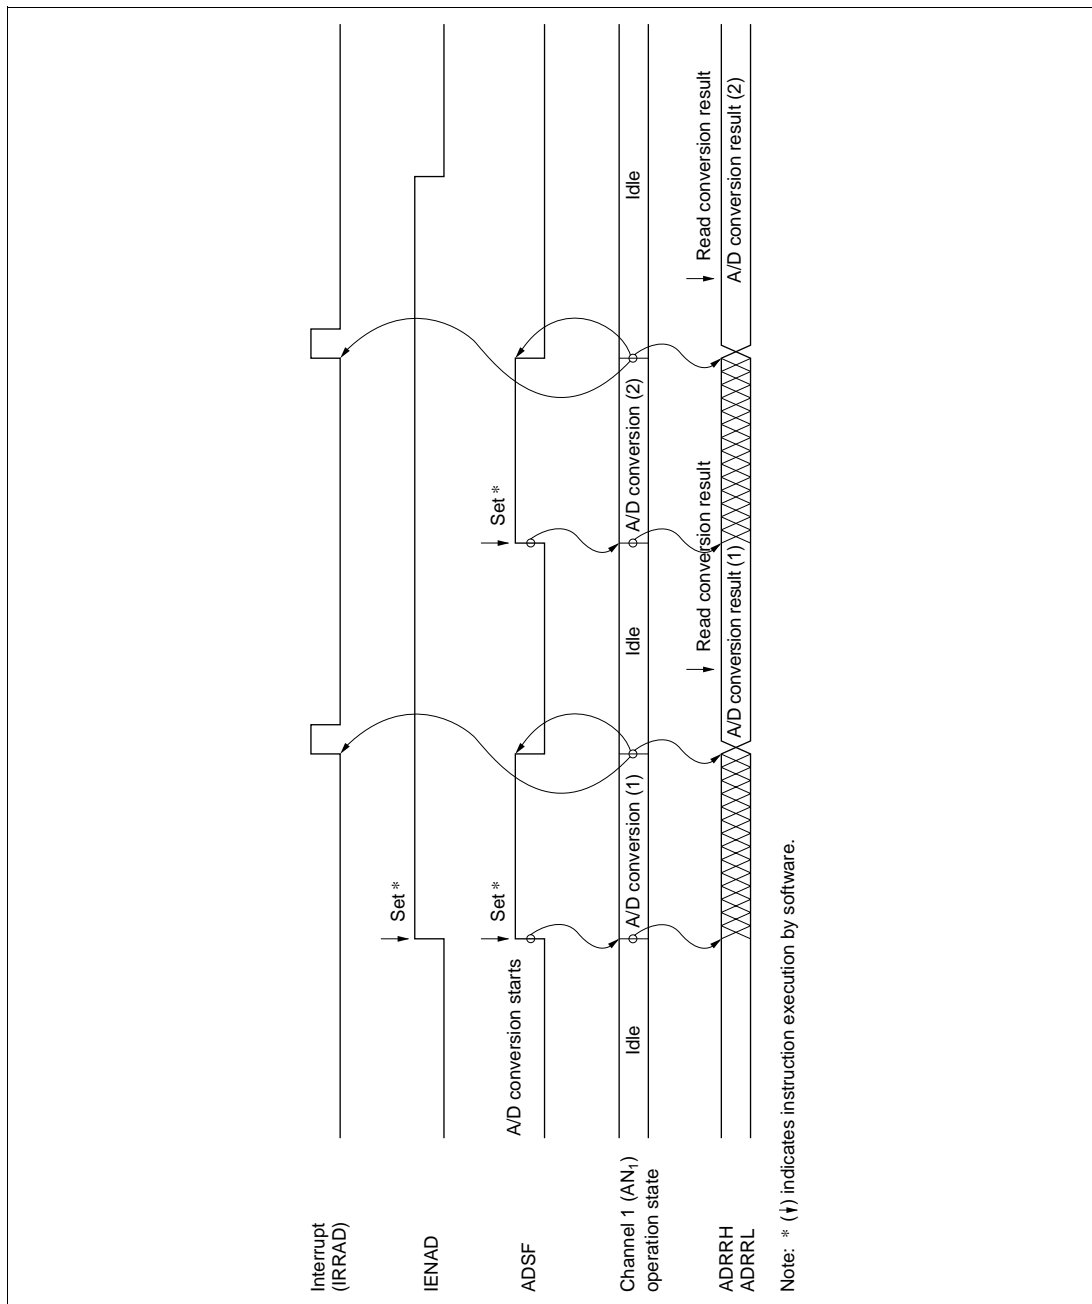 Interrupt
(IRRAD)
IENAD
Set *
ADSF
A/D conversion starts
Set *
Set *
Channel 1 (AN₁)
operation state
Idle
A/D conversion (1)
Idle
A/D conversion (2)
Idle
Read conversion result
Read conversion result
ADRRH
ADRRL
A/D conversion result (1)
A/D conversion result (2)
Note: * (↓) indicates instruction execution by software.